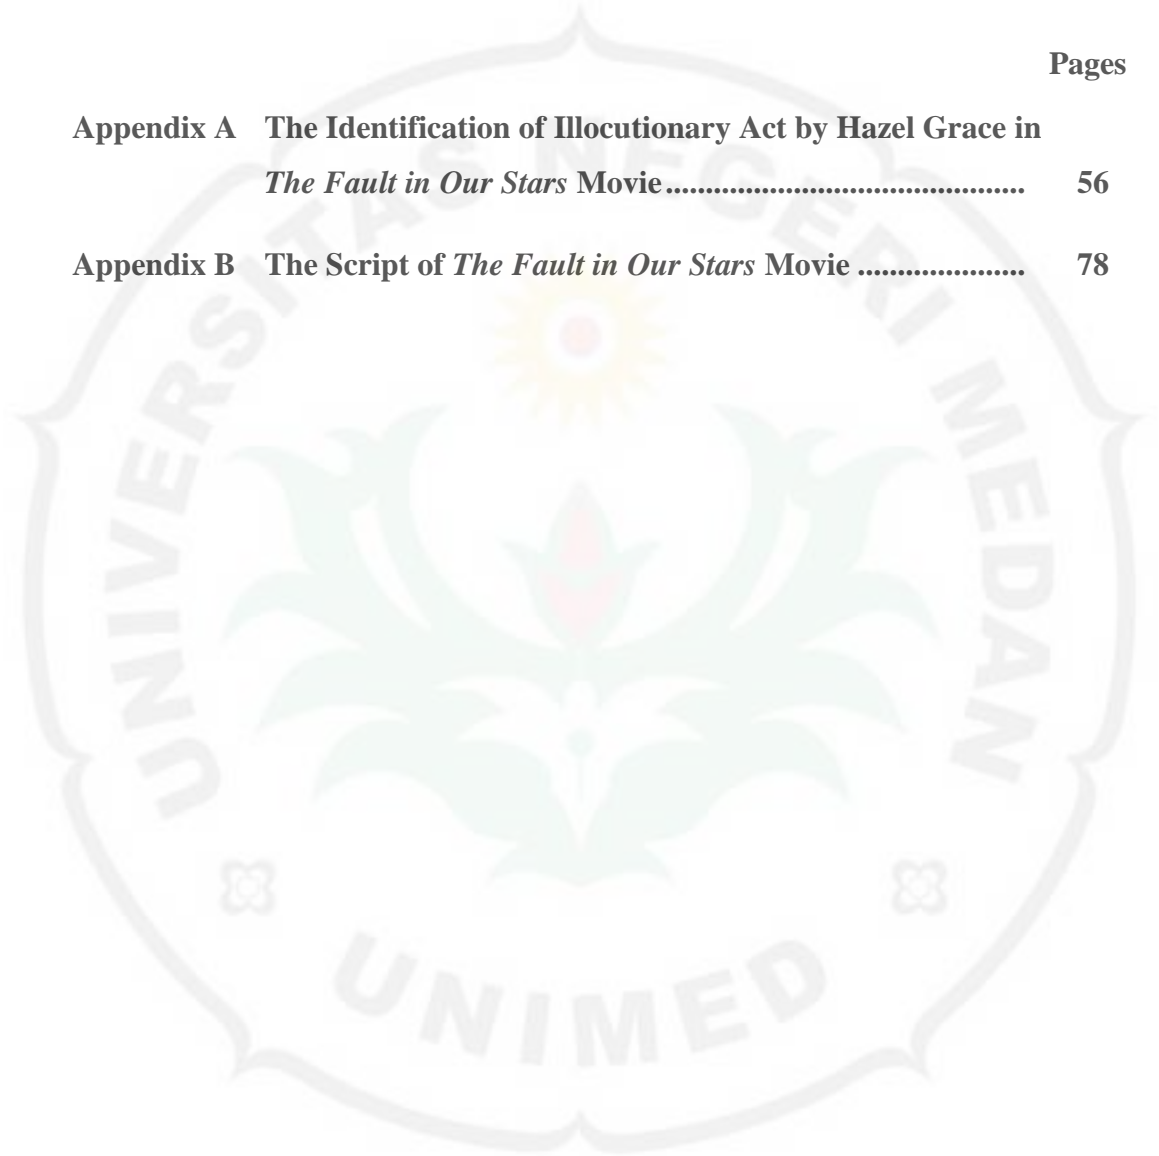 Pages
Appendix A The Identification of Illocutionary Act by Hazel Grace in
The Fault in Our Stars Movie............................................. 56
Appendix B The Script of The Fault in Our Stars Movie ..................... 78
UNIVERSITAS NEGERI MEDAN
UNIMED